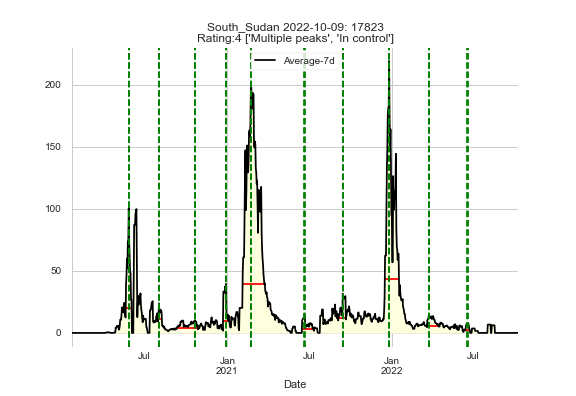 South_Sudan 2022-10-09: 17823
Rating:4 ['Multiple peaks', 'In control']
Average-7d
200
150
100
50
0
Jul
Jan
2021
Jul
Jan
2022
Jul
Date